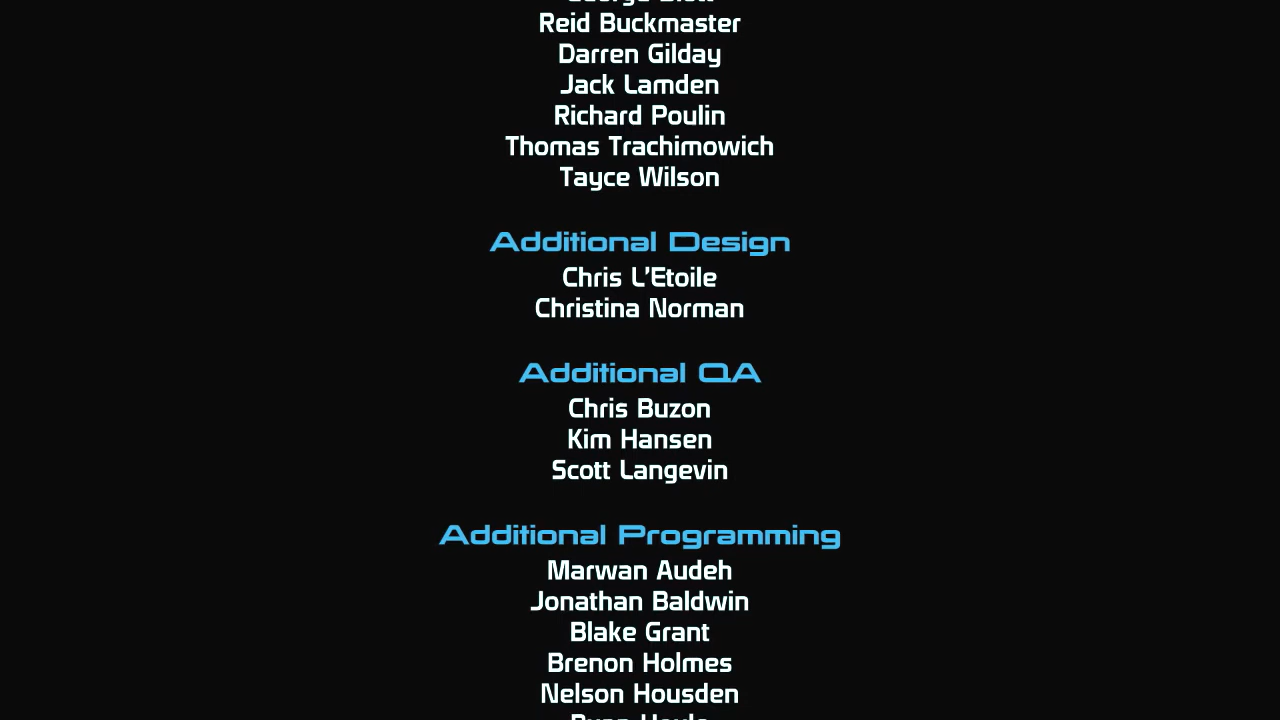 Reid Buckmaster
Darren Gilday
Jack Lamden
Richard Poulin
Thomas Trachimowich
Tayce Wilson
Additional Design
Chris L'Etoile
Christina Norman
Additional QA
Chris Buzon
Kim Hansen
Scott Langevin
Additional Programming
Marwan Audeh
Jonathan Baldwin
Blake Grant
Brenon Holmes
Nelson Housden